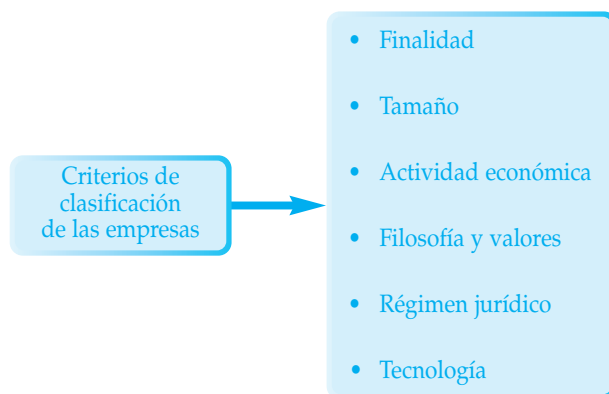 Criterios de
clasificación
de las empresas
• Finalidad
• Tamaño
• Actividad económica
• Filosofía y valores
• Régimen jurídico
• Tecnología